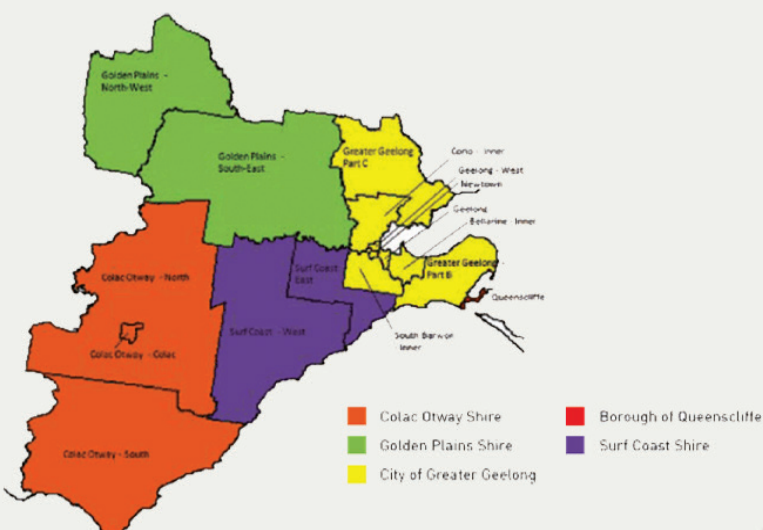 Golden Plains -
North-West
Golden Plains -
South-East
Greater Geelong
Part C
Corio - Inner
Geelong - West
Newtown
Geelong
Bellarine - Inner
Greater Geelong -
Part B
Queenscliffe
South Barwon
- Inner
Surf Coast -
East
Surf Coast - West
Colac Otway - North
Colac Otway - Colac
Colac Otway - South
Colac Otway Shire
Golden Plains Shire
City of Greater Geelong
Borough of Queenscliffe
Surf Coast Shire